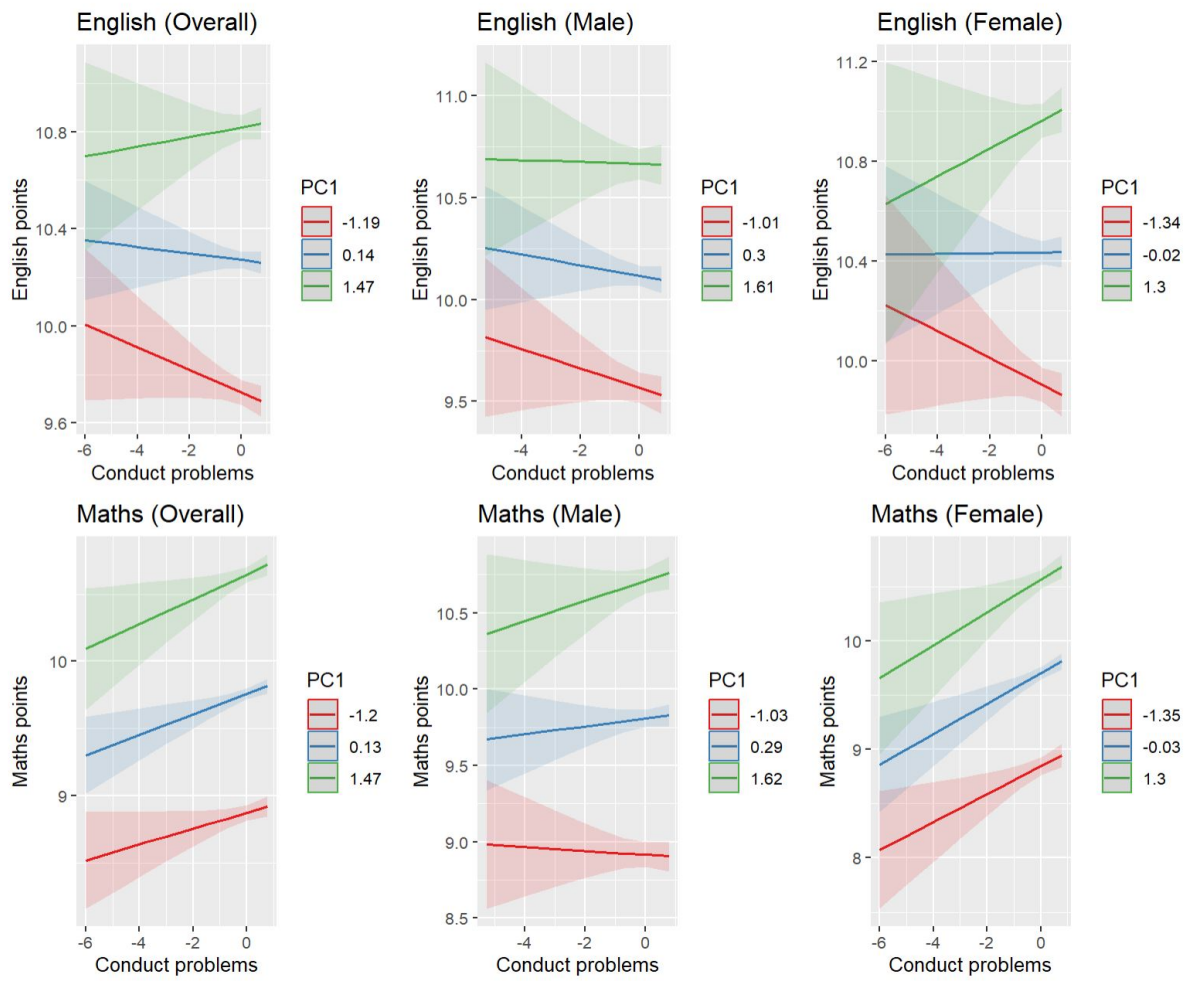 English (Overall)
English points
10.8
10.4
10.0
9.6
-6
-4
-2
0
Conduct problems
PC1
-1.19
0.14
1.47
English (Male)
English points
11.0
10.5
10.0
9.5
-4
-2
0
Conduct problems
PC1
-1.01
0.3
1.61
English (Female)
English points
11.2
10.8
10.4
10.0
-6
-4
-2
0
Conduct problems
PC1
-1.34
-0.02
1.3
Maths (Overall)
Maths points
10
9
-6
-4
-2
0
Conduct problems
PC1
-1.2
0.13
1.47
Maths (Male)
Maths points
10.5
10.0
9.5
9.0
8.5
-4
-2
0
Conduct problems
PC1
-1.03
0.29
1.62
Maths (Female)
Maths points
10
9
8
-6
-4
-2
0
Conduct problems
PC1
-1.35
-0.03
1.3